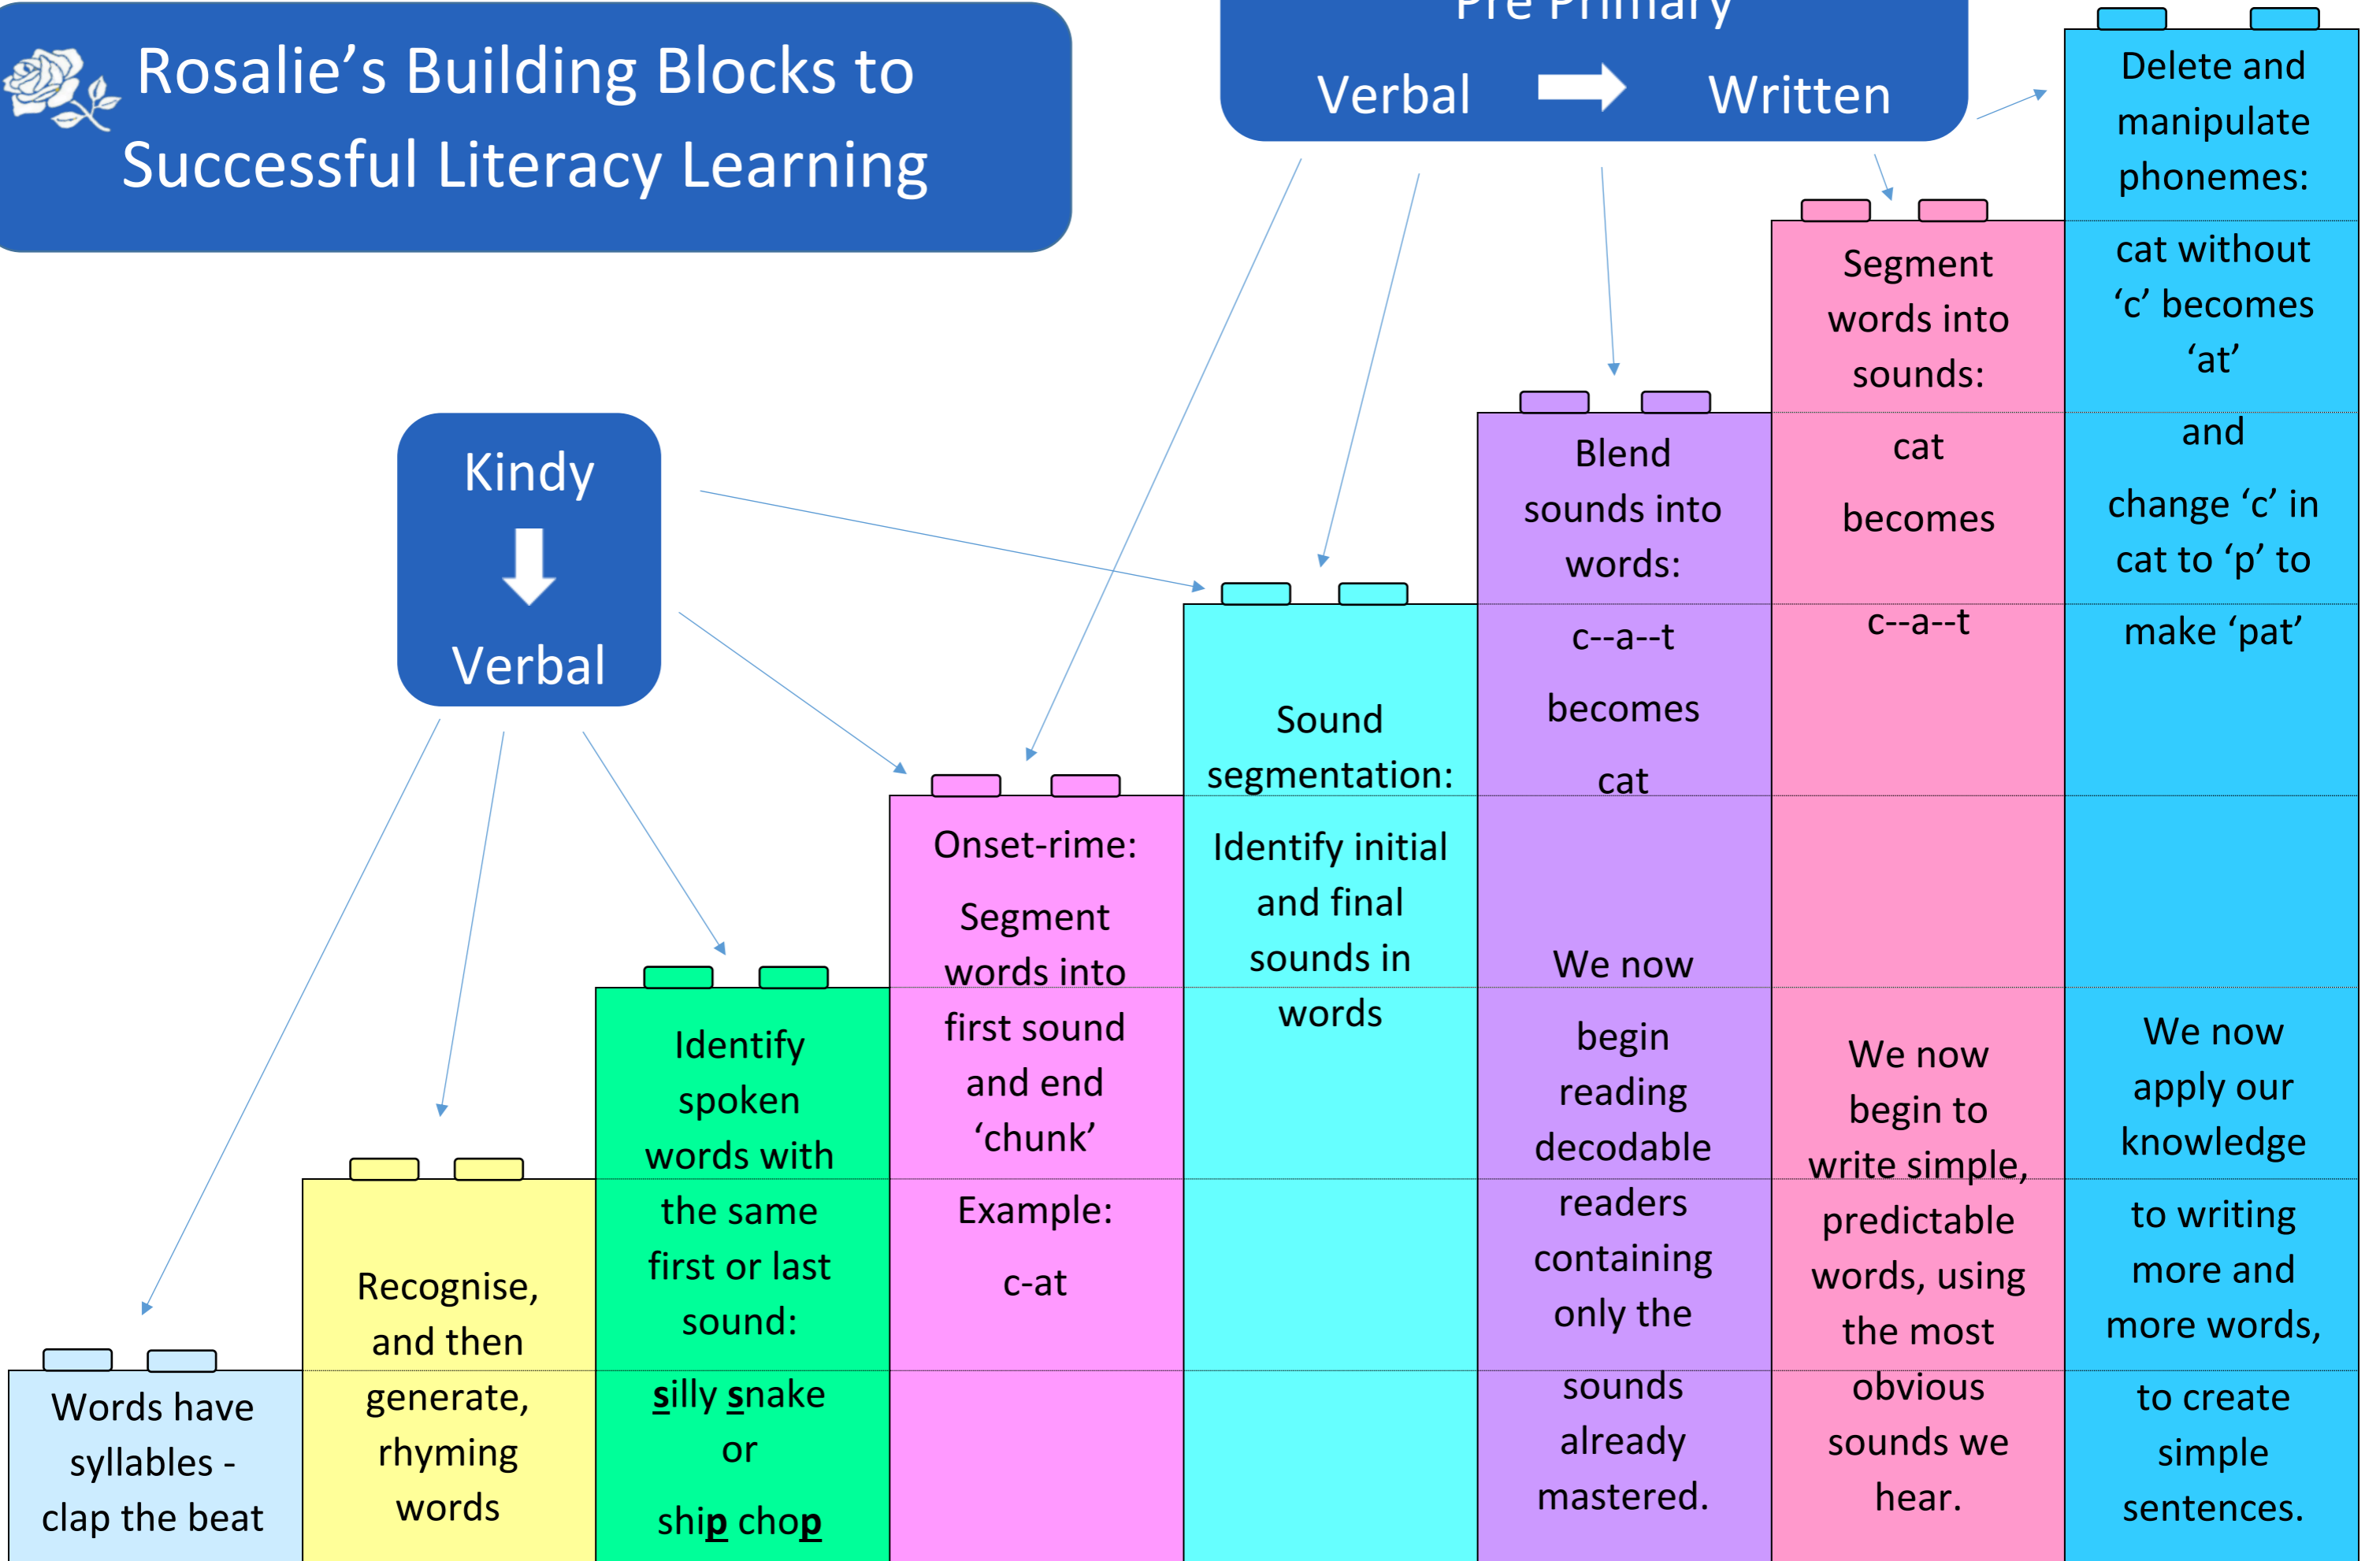 Rosalie’s Building Blocks to
Successful Literacy Learning
Pre Primary
Verbal Written
Kindy
Verbal
Words have
syllables -
clap the beat
Recognise,
and then
generate,
rhyming
words
Identify
spoken
words with
the same
first or last
sound:
silly snake
or
ship chop
Onset-rime:
Segment
words into
first sound
and end
‘chunk’
Example:
c-at
Sound
segmentation:
Identify initial
and final
sounds in
words
Blend
sounds into
words:
c--a--t
becomes
cat
We now
begin
reading
decodable
readers
containing
only the
sounds
already
mastered.
Segment
words into
sounds:
cat
becomes
c--a--t
We now
begin to
write simple,
predictable
words, using
the most
obvious
sounds we
hear.
Delete and
manipulate
phonemes:
cat without
‘c’ becomes
‘at’
and
change ‘c’ in
cat to ‘p’ to
make ‘pat’
We now
apply our
knowledge
to writing
more and
more words,
to create
simple
sentences.